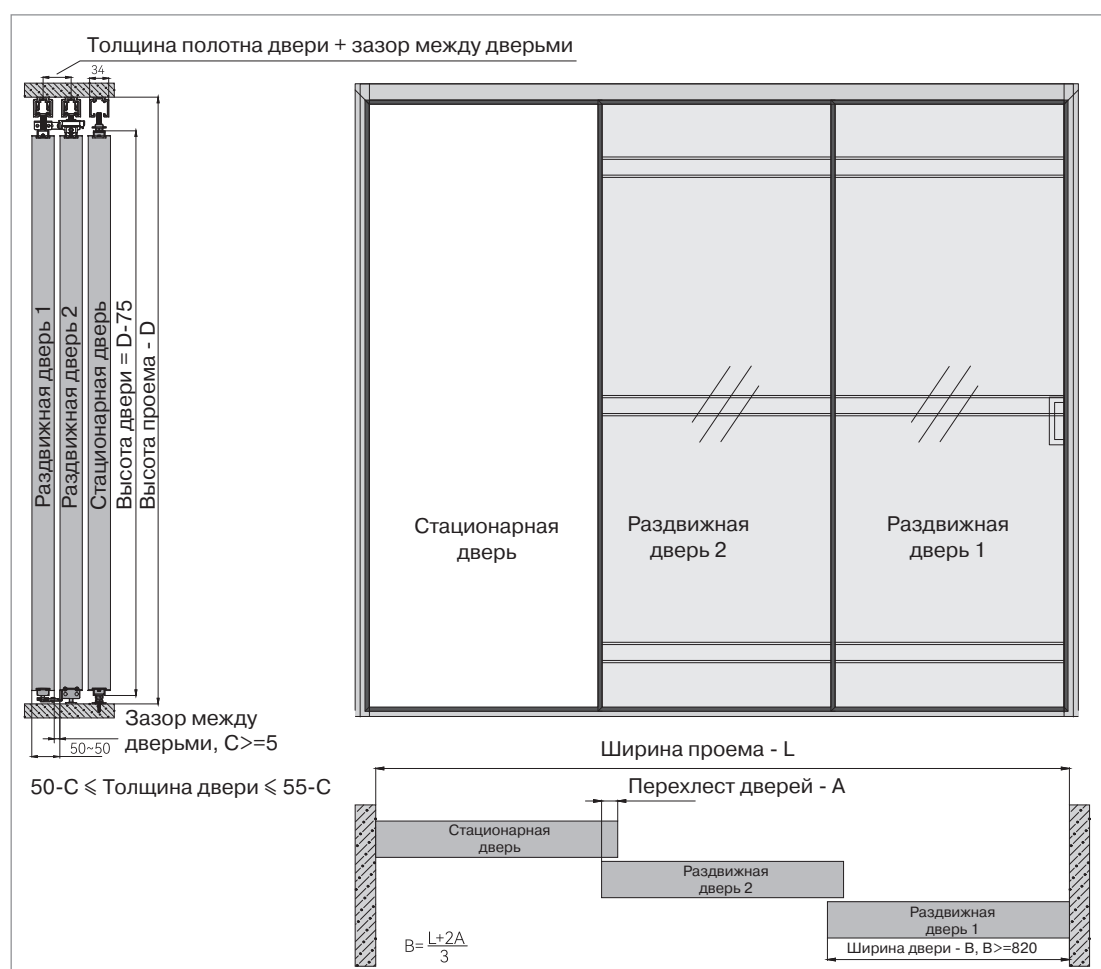 Толщина полотна двери + зазор между дверьми
34
Раздвижная дверь 1
Раздвижная дверь 2
Стационарная дверь
Высота двери = D-75
Высота проема - D
Стационарная
дверь
Раздвижная
дверь 2
Раздвижная
дверь 1
Зазор между
дверьми, C>=5
50~50
50-C ⩽ Толщина двери ⩽ 55-C
Ширина проема - L
Перехлест дверей - A
Стационарная
дверь
Раздвижная
дверь 2
Раздвижная
дверь 1
B= L+2A
3
Ширина двери - B, B>=820